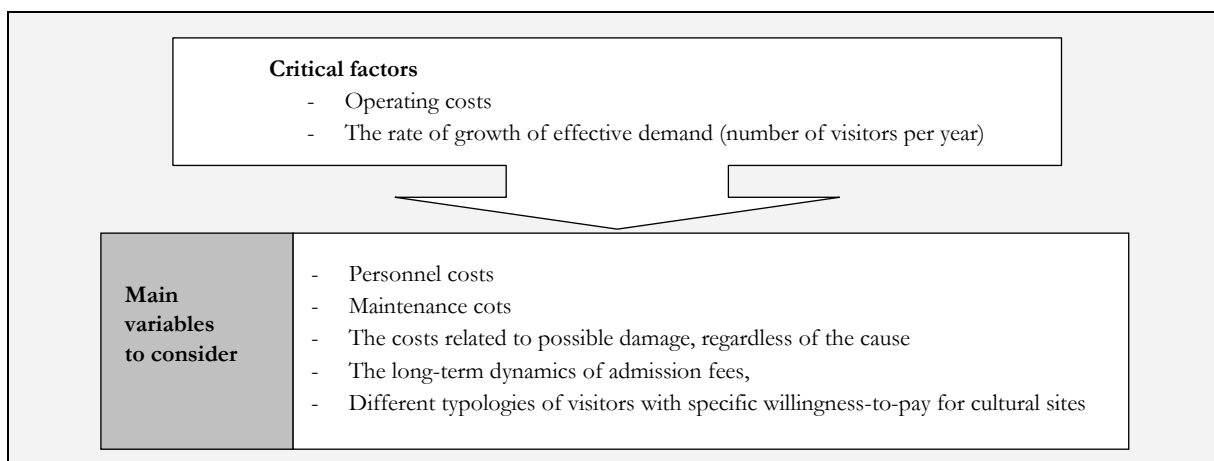 Critical factors
- Operating costs
- The rate of growth of effective demand (number of visitors per year)
Main
variables
to consider
- Personnel costs
- Maintenance cots
- The costs related to possible damage, regardless of the cause
- The long-term dynamics of admission fees,
- Different typologies of visitors with specific willingness-to-pay for cultural sites